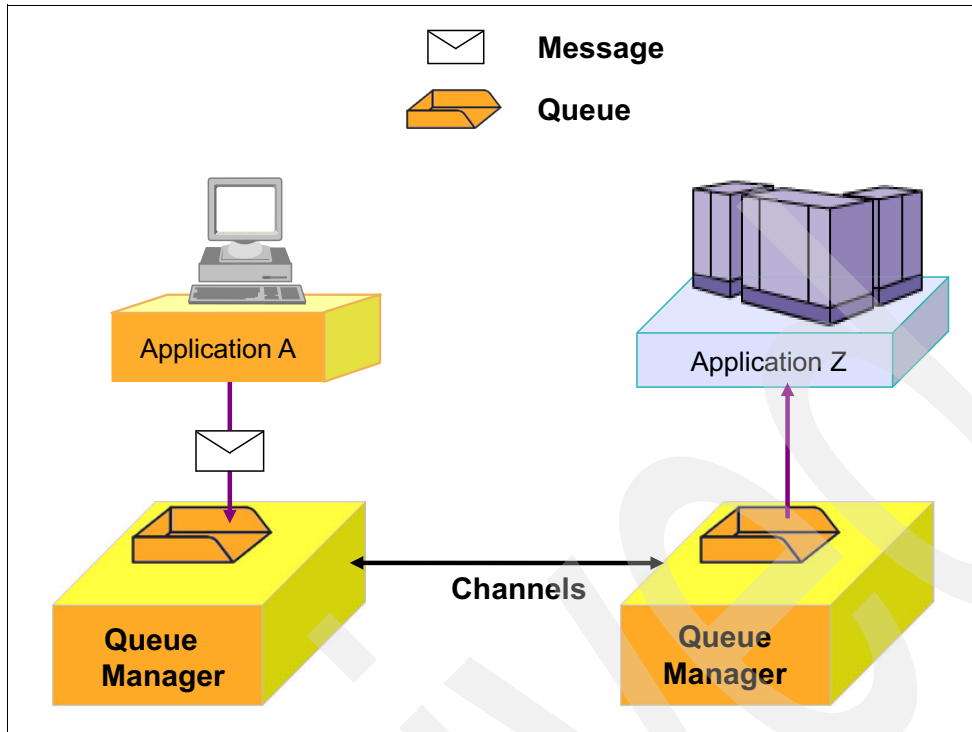 Message
Queue
Application A
Application Z
Channels
Queue
Manager
Queue
Manager